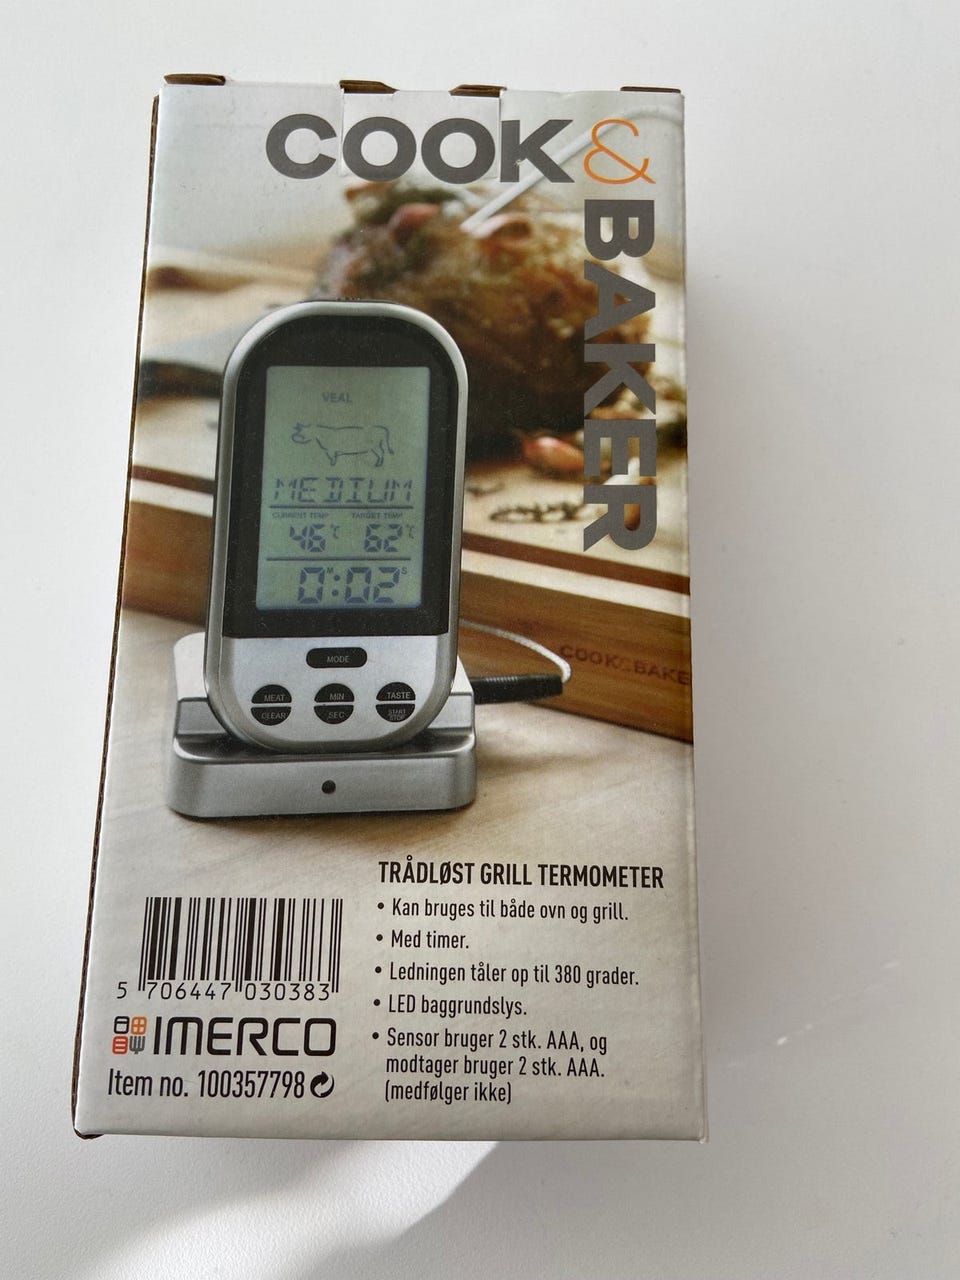 COOK&
BAKER
VEAL
MEDIUM
CURRENT TEMP TARGET TEMP
46°C 62°C
M S
0:02
MODE
MEAT MIN TASTE
CLEAR SEC START
STOP
COOK&BAKE
TRÅDLØST GRILL TERMOMETER
• Kan bruges til både ovn og grill.
• Med timer.
• Ledningen tåler op til 380 grader.
• LED baggrundslys.
• Sensor bruger 2 stk. AAA, og
modtager bruger 2 stk. AAA.
(medfølger ikke)
5 706447 030383
IMERCO
Item no. 100357798